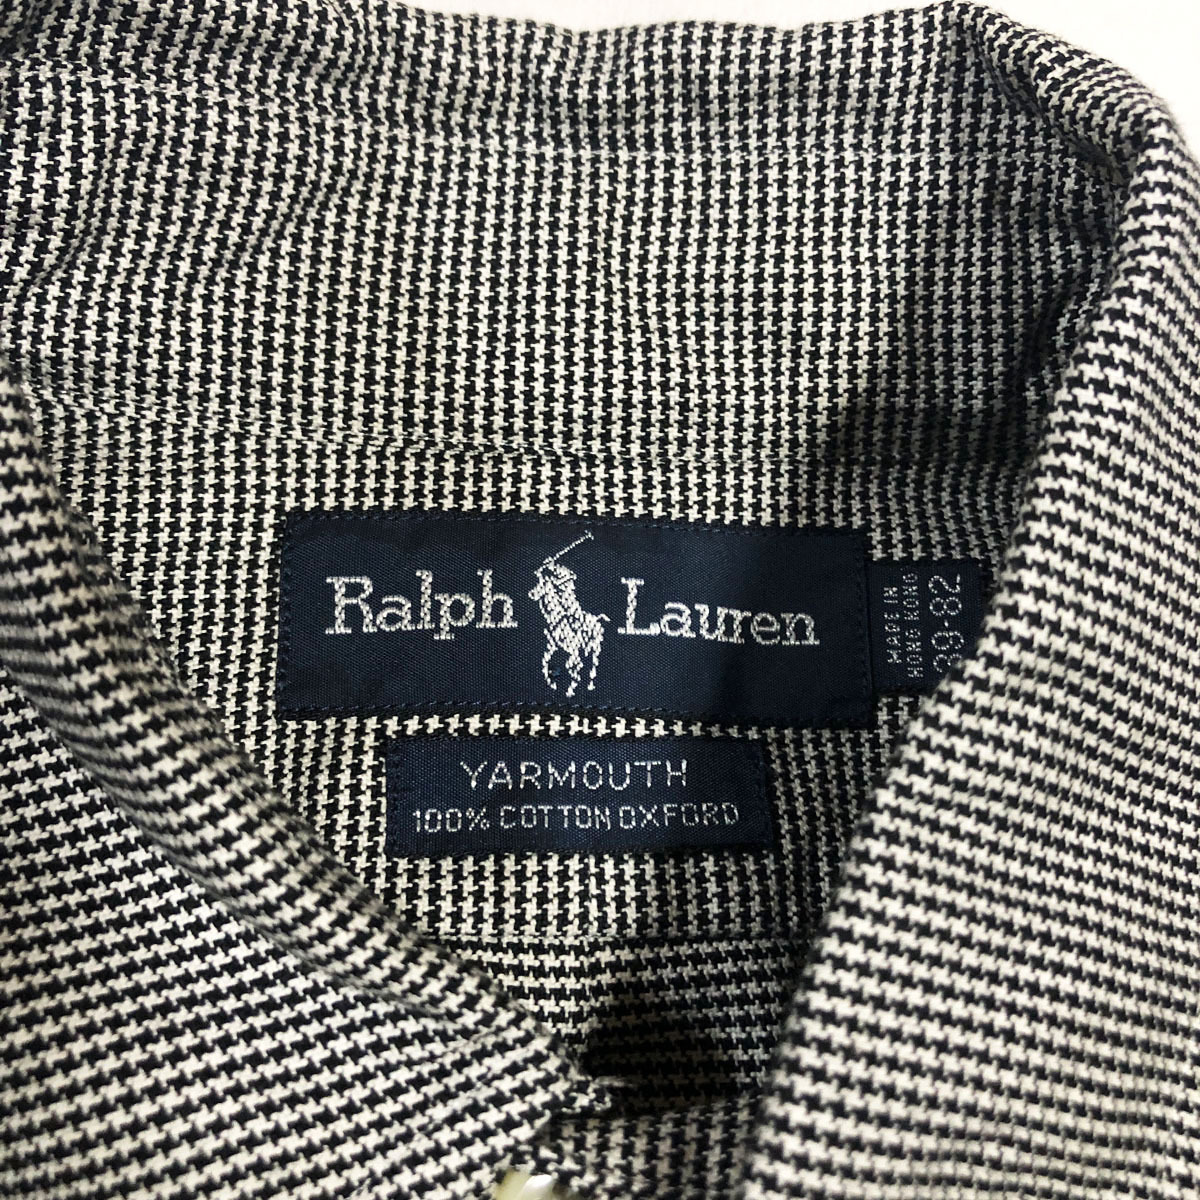 Ralph Lauren
MADE IN
HONG KONG
39-82
YARMOUTH
100% COTTON OXFORD